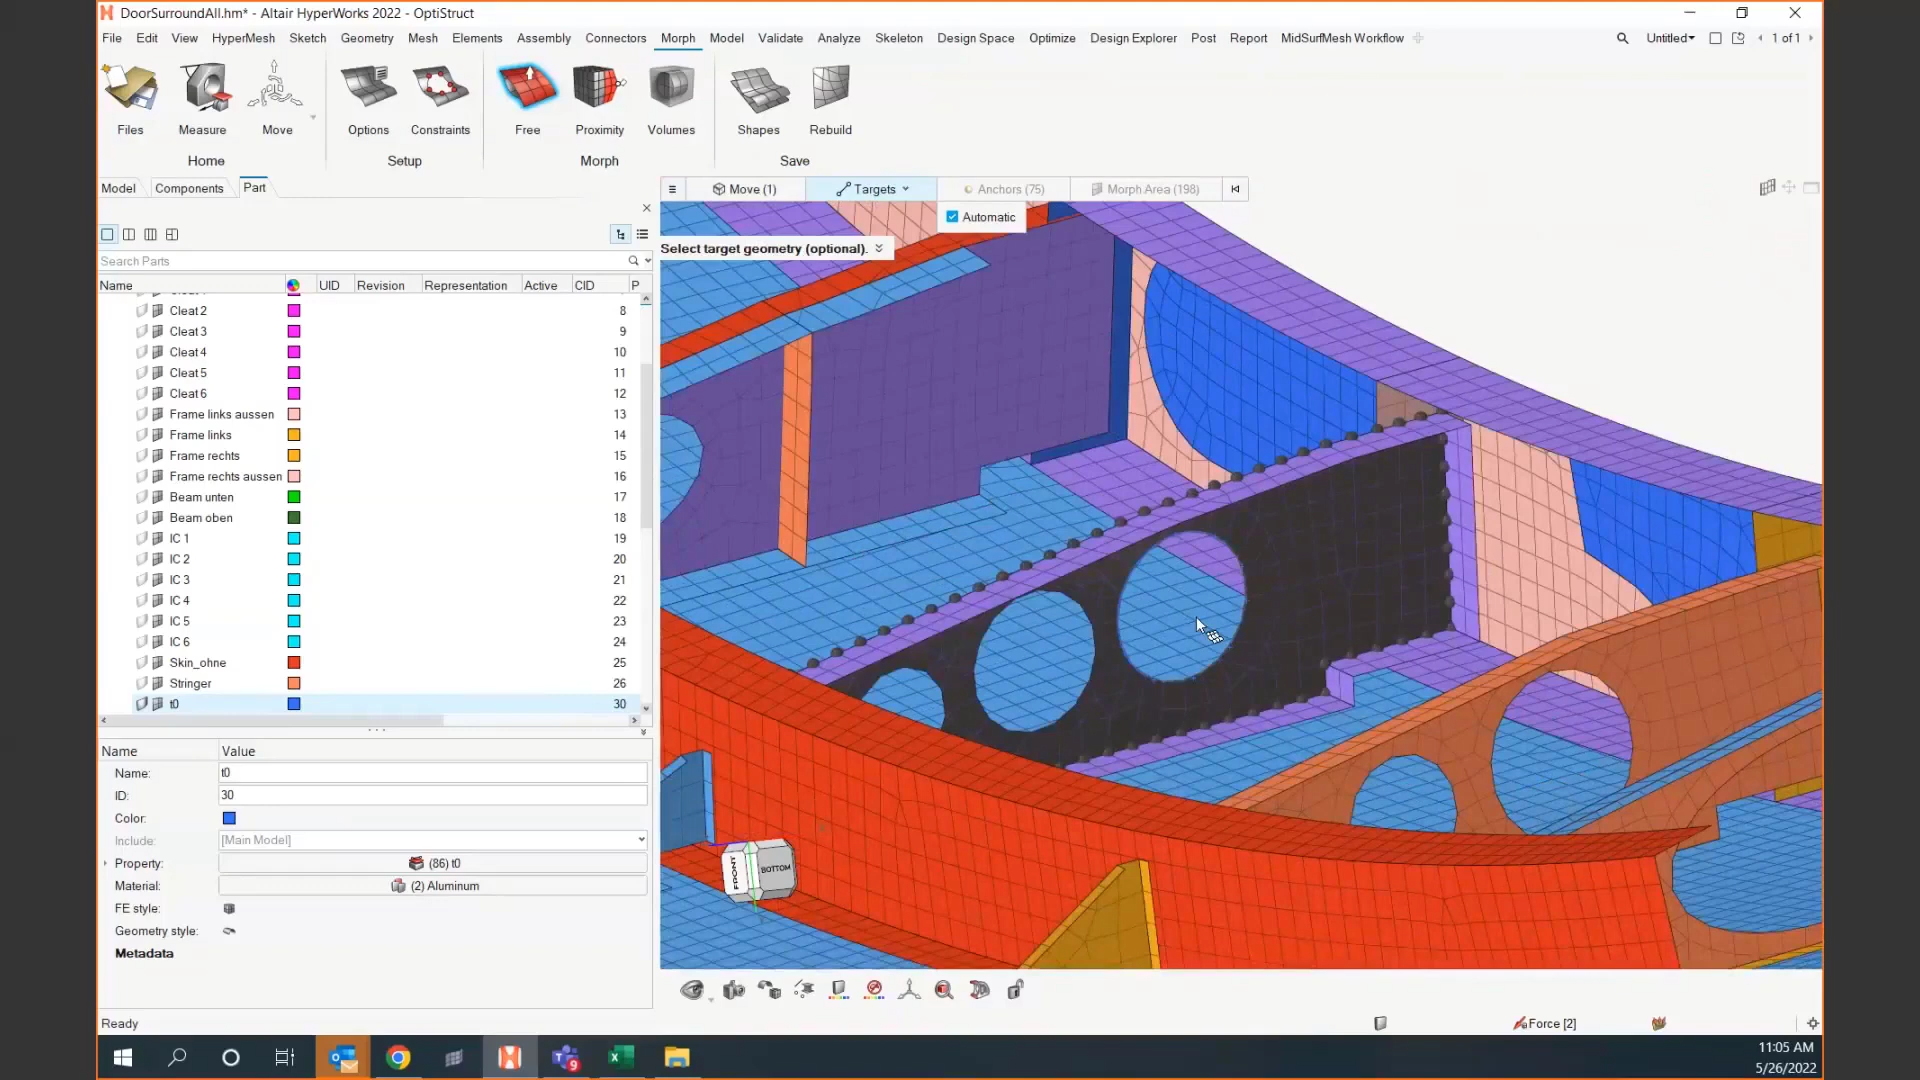 DoorSurroundAll.hm* - Altair HyperWorks 2022 - OptiStruct
File Edit View HyperMesh Sketch Geometry Mesh Elements Assembly Connectors Morph Model Validate Analyze Skeleton Design Space Optimize Design Explorer Post Report MidSurfMesh Workflow Untitled 1 of 1
Files Measure Move Options Constraints Free Proximity Volumes Shapes Rebuild
Home Setup Morph Save
Model Components Part
Move (1) Targets Anchors (75) Morph Area (198)
Automatic
Select target geometry (optional).
Search Parts
Name UID Revision Representation Active CID P
Cleat 2 8
Cleat 3 9
Cleat 4 10
Cleat 5 11
Cleat 6 12
Frame links aussen 13
Frame links 14
Frame rechts 15
Frame rechts aussen 16
Beam unten 17
Beam oben 18
IC 1 19
IC 2 20
IC 3 21
IC 4 22
IC 5 23
IC 6 24
Skin_ohne 25
Stringer 26
t0 30
Name Value
Name: t0
ID: 30
Color:
Include: [Main Model]
Property: (86) t0
Material: (2) Aluminum
FE style:
Geometry style:
Metadata
FRONT BOTTOM
Ready
Force [2]
9
11:05 AM
5/26/2022